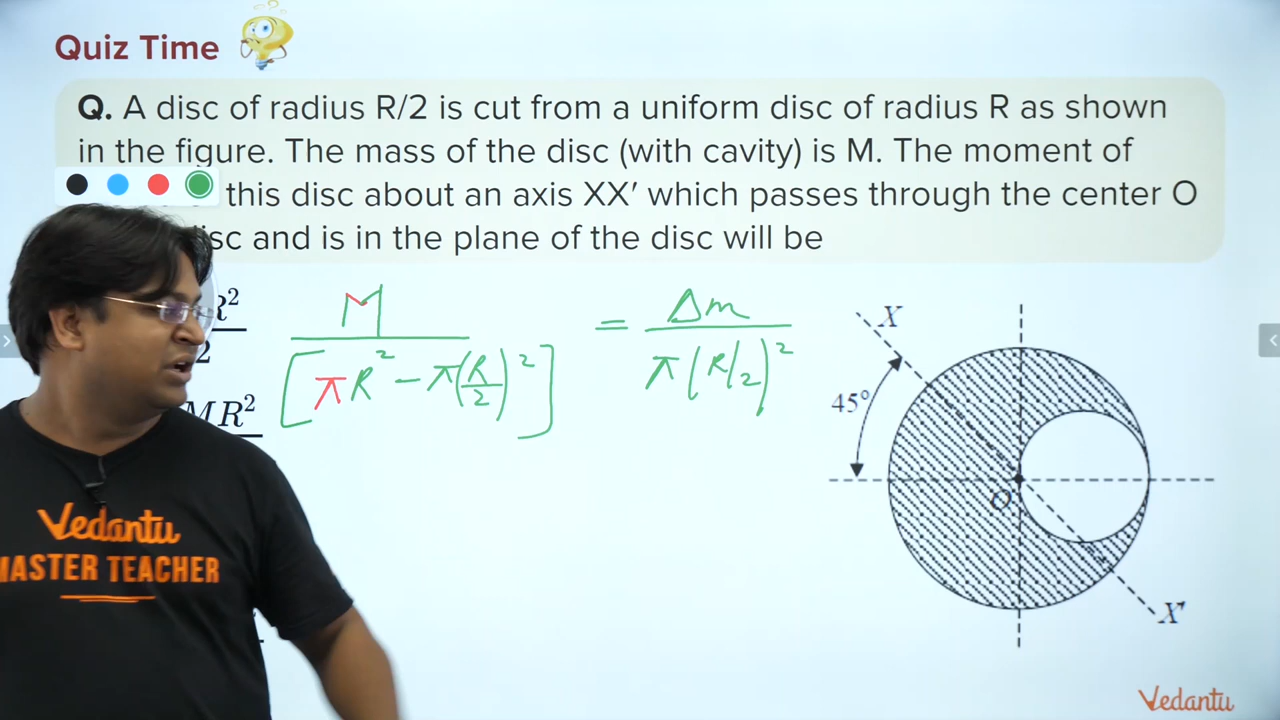 Quiz Time
Q. A disc of radius R/2 is cut from a uniform disc of radius R as shown
in the figure. The mass of the disc (with cavity) is M. The moment of
this disc about an axis XX′ which passes through the center O
and is in the plane of the disc will be
R²
2
MR²
M / [πR² − π(R/2)²] = Δm / π(R/2)²
X
45°
O
X'
Vedantu
MASTER TEACHER
Vedantu